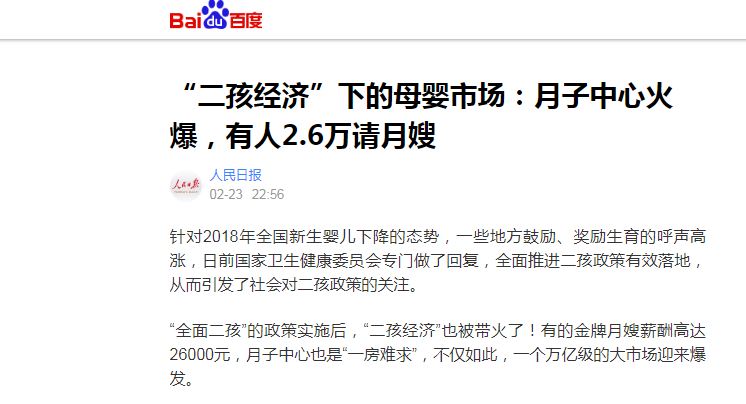 Bai du 百度
“二孩经济”下的母婴市场：月子中心火
爆，有人2.6万请月嫂
人民日报
人民日报
02-23 22:56
针对2018年全国新生婴儿下降的态势，一些地方鼓励、奖励生育的呼声高
涨，日前国家卫生健康委员会专门做了回复，全面推进二孩政策有效落地，
从而引发了社会对二孩政策的关注。
“全面二孩”的政策实施后，“二孩经济”也被带火了！有的金牌月嫂薪酬高达
26000元，月子中心也是“一房难求”，不仅如此，一个万亿级的大市场迎来爆
发。